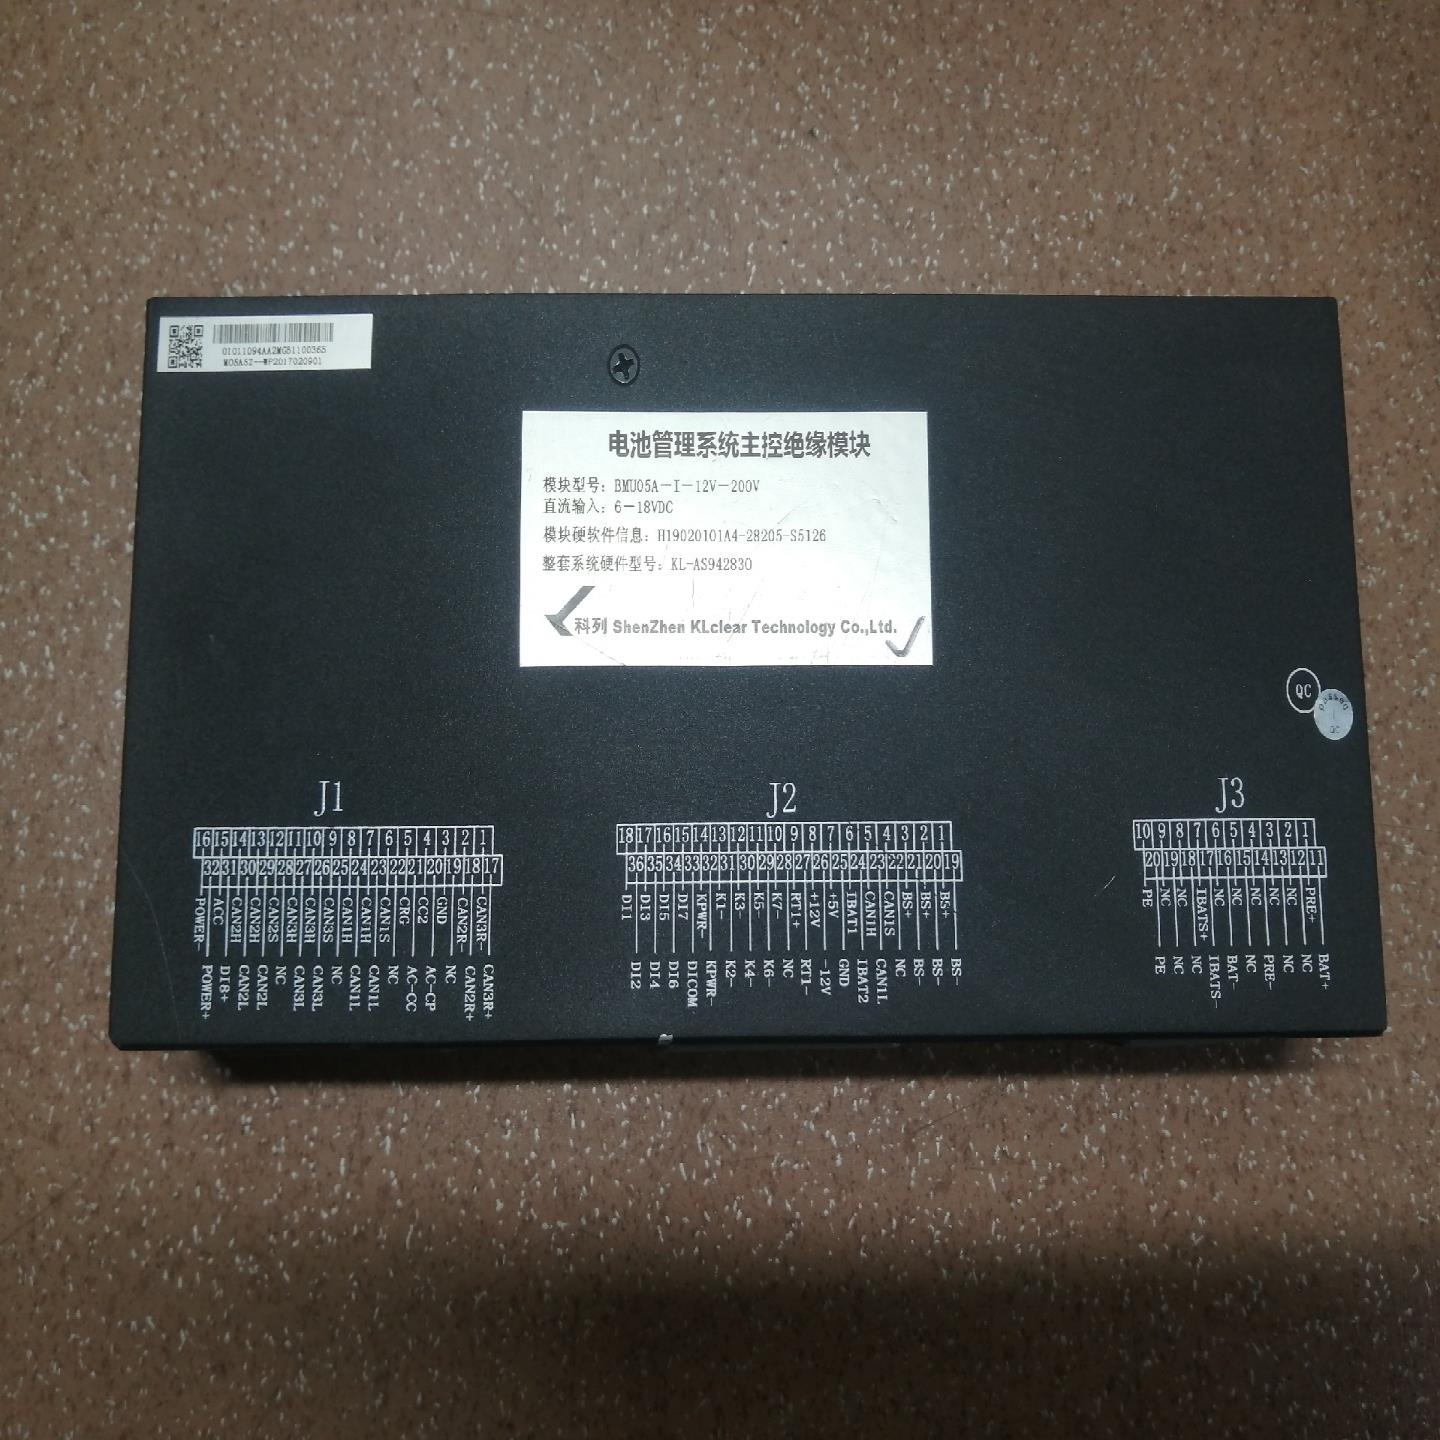 01011094AA2MG51100365
M05A5Z--WP2017020901
电池管理系统主控绝缘模块
模块型号: BMU05A-I-12V-200V
直流输入: 6-18VDC
模块硬软件信息: H19020101A4-28205-S5126
整套系统硬件型号: KL-AS942830
科列 ShenZhen KLclear Technology Co.,Ltd.
QC
passed
QC
J1
16 15 14 13 12 11 10 9 8 7 6 5 4 3 2 1
32 31 30 29 28 27 26 25 24 23 22 21 20 19 18 17
POWER- ACC CAN2H CAN2H CAN2S CAN3H CAN3H CAN3S CAN1H CAN1H CAN1S CRG CC2 GND CAN2R- CAN3R-
POWER+ DI8+ CAN2L CAN2L NC CAN3L CAN3L NC CAN1L CAN1L NC AC-CC AC-CP NC CAN2R+ CAN3R+
J2
18 17 16 15 14 13 12 11 10 9 8 7 6 5 4 3 2 1
36 35 34 33 32 31 30 29 28 27 26 25 24 23 22 21 20 19
DI1 DI3 DI5 DI7 KPWR- K1- K3- K5- K7- RT1+ +12V +5V IBAT1 CAN1H CAN1S BS+ BS+ BS+
DI2 DI4 DI6 DICOM KPWR- K2- K4- K6- NC RT1- -12V GND IBAT2 CAN1L NC BS- BS- BS-
J3
10 9 8 7 6 5 4 3 2 1
20 19 18 17 16 15 14 13 12 11
PE NC NC IBATS+ NC NC NC NC NC PRE+
PE NC NC IBATS- BAT- NC PRE- NC NC BAT+